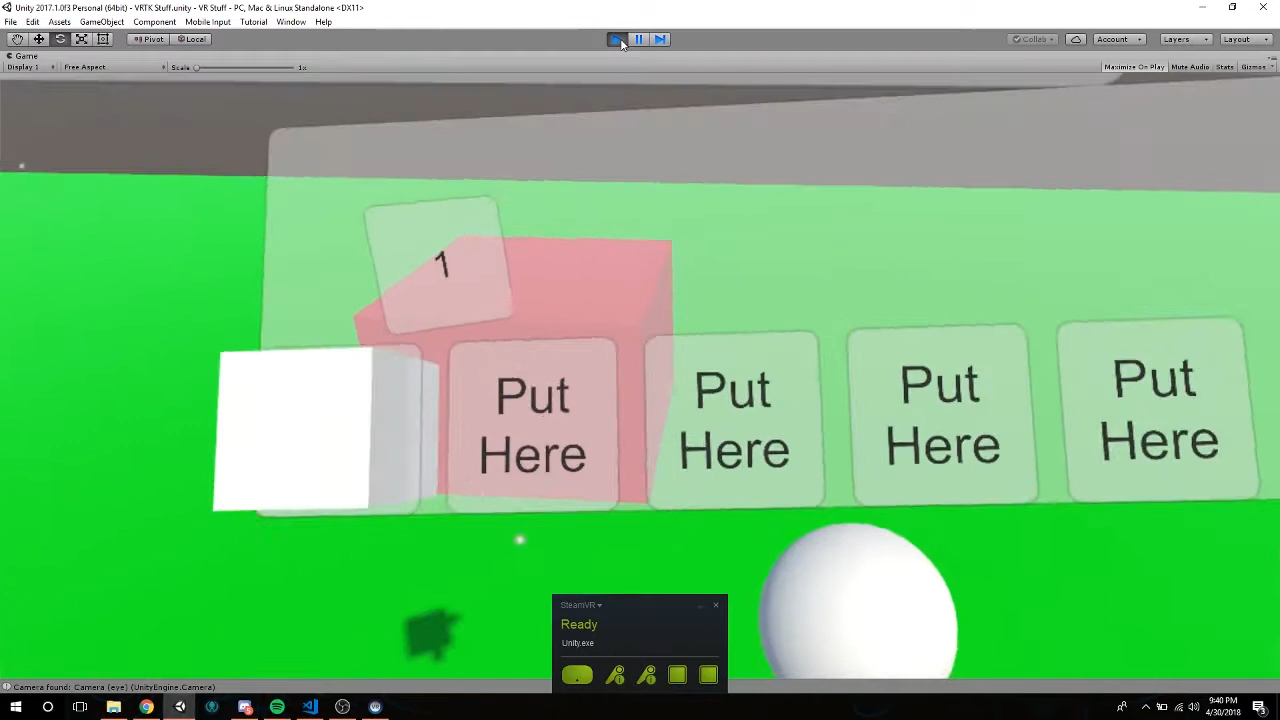 Unity 2017.1.0f3 Personal (64bit) - VRTK Stuff.unity - VR Stuff - PC, Mac & Linux Standalone <DX11>
File Edit Assets GameObject Component Mobile Input Tutorial Window Help
Pivot Local Collab Account Layers Layout
Game
Display 1 Free Aspect Scale 1x Maximize On Play Mute Audio Stats Gizmos
1
Put Here
Put Here
Put Here
Put Here
SteamVR
Ready
Unity.exe
Camera found: Camera (eye) (UnityEngine.Camera)
9:40 PM
4/30/2018